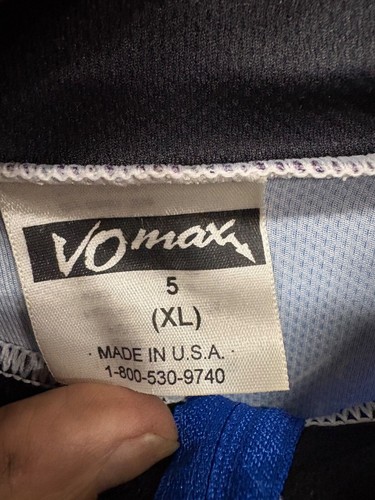 VOmax
5
(XL)
· MADE IN U.S.A. ·
1-800-530-9740